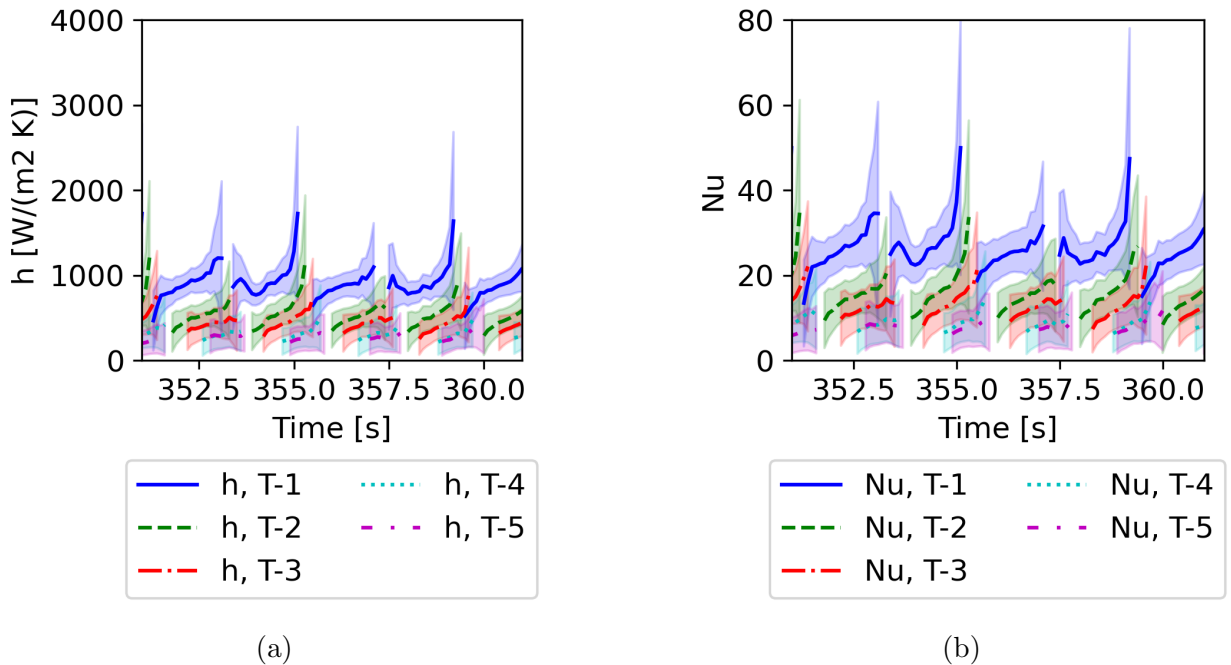 4000
3000
2000
1000
0
h [W/(m2 K)]
352.5 355.0 357.5 360.0
Time [s]
h, T-1
h, T-2
h, T-3
h, T-4
h, T-5
(a)
80
60
40
20
0
Nu
352.5 355.0 357.5 360.0
Time [s]
Nu, T-1
Nu, T-2
Nu, T-3
Nu, T-4
Nu, T-5
(b)